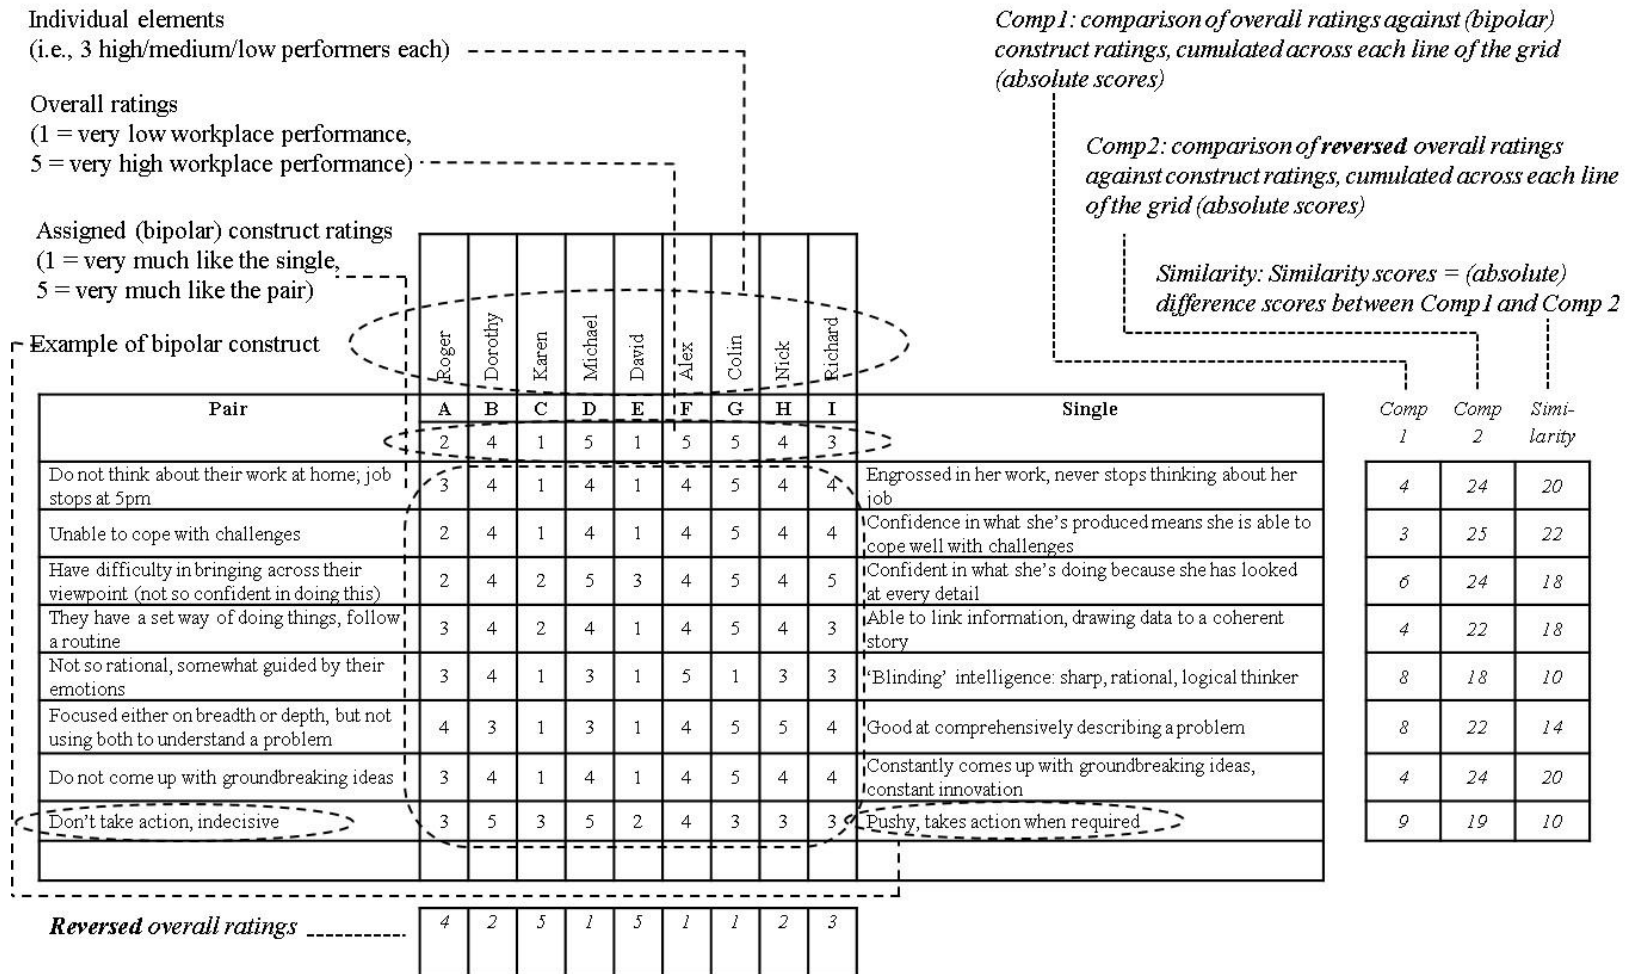 Individual elements
(i.e., 3 high/medium/low performers each)
Overall ratings
(1 = very low workplace performance,
5 = very high workplace performance)
Assigned (bipolar) construct ratings
(1 = very much like the single,
5 = very much like the pair)
Example of bipolar construct
Comp1: comparison of overall ratings against (bipolar)
construct ratings, cumulated across each line of the grid
(absolute scores)
Comp2: comparison of reversed overall ratings
against construct ratings, cumulated across each line
of the grid (absolute scores)
Similarity: Similarity scores = (absolute)
difference scores between Comp1 and Comp 2
Roger Dorothy Karen Michael David Alex Colin Nick Richard
Pair A B C D E F G H I Single Comp 1 Comp 2 Simi-larity
2 4 1 5 1 5 5 4 3
Do not think about their work at home; job
stops at 5pm
3 4 1 4 1 4 5 4 4
Engrossed in her work, never stops thinking about her
job
4 24 20
Unable to cope with challenges
2 4 1 4 1 4 5 4 4
Confidence in what she's produced means she is able to
cope well with challenges
3 25 22
Have difficulty in bringing across their
viewpoint (not so confident in doing this)
2 4 2 5 3 4 5 4 5
Confident in what she's doing because she has looked
at every detail
6 24 18
They have a set way of doing things, follow
a routine
3 4 2 4 1 4 5 4 3
Able to link information, drawing data to a coherent
story
4 22 18
Not so rational, somewhat guided by their
emotions
3 4 1 3 1 5 1 3 3
'Blinding' intelligence: sharp, rational, logical thinker
8 18 10
Focused either on breadth or depth, but not
using both to understand a problem
4 3 1 3 1 4 5 5 4
Good at comprehensively describing a problem
8 22 14
Do not come up with groundbreaking ideas
3 4 1 4 1 4 5 4 4
Constantly comes up with groundbreaking ideas,
constant innovation
4 24 20
Don't take action, indecisive
3 5 3 5 2 4 3 3 3
Pushy, takes action when required
9 19 10
Reversed overall ratings
4 2 5 1 5 1 1 2 3